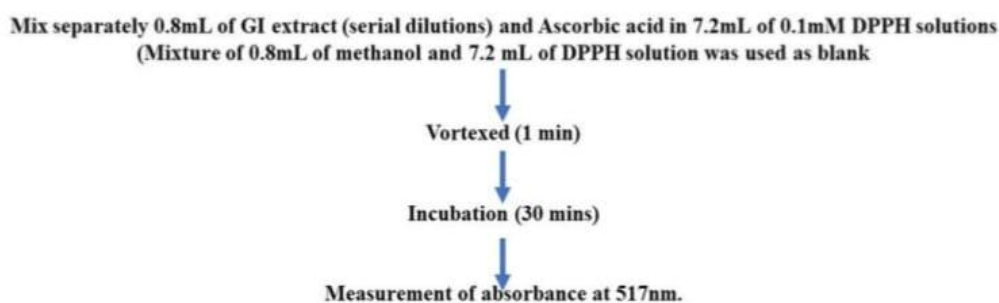 Mix separately 0.8mL of GI extract (serial dilutions) and Ascorbic acid in 7.2mL of 0.1mM DPPH solutions
(Mixture of 0.8mL of methanol and 7.2 mL of DPPH solution was used as blank
Vortexed (1 min)
Incubation (30 mins)
Measurement of absorbance at 517nm.